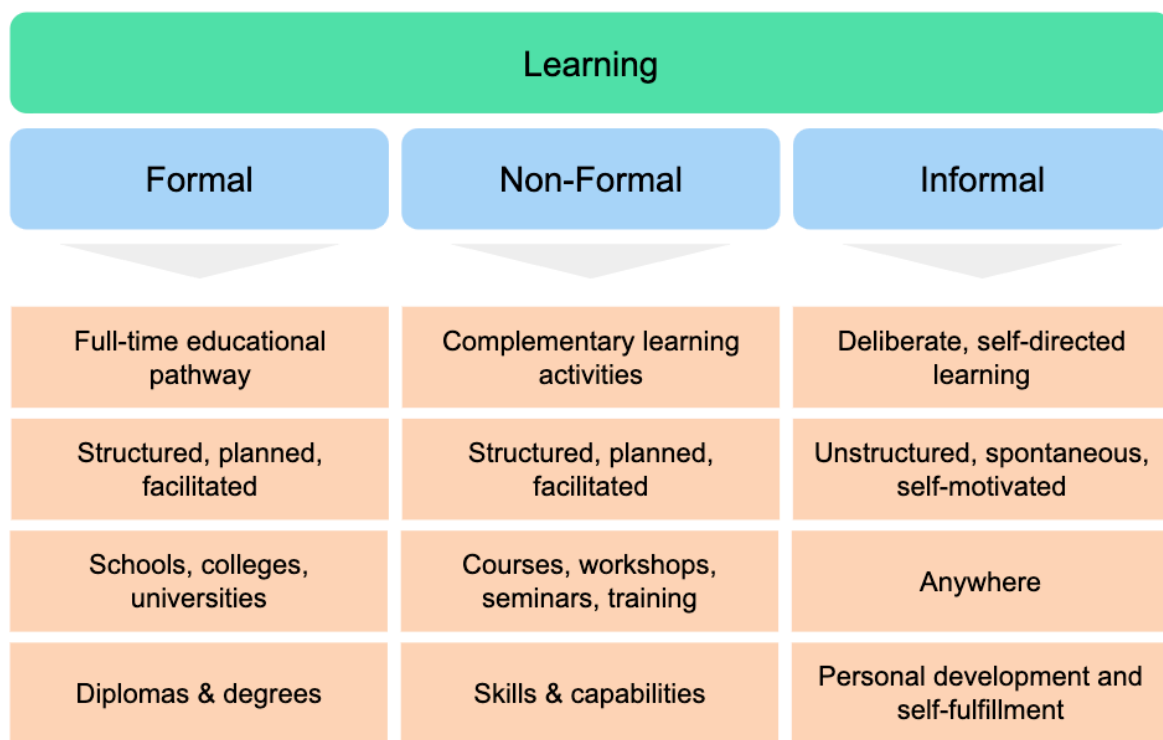 Learning
Formal
Non-Formal
Informal
Full-time educational
pathway
Complementary learning
activities
Deliberate, self-directed
learning
Structured, planned,
facilitated
Structured, planned,
facilitated
Unstructured, spontaneous,
self-motivated
Schools, colleges,
universities
Courses, workshops,
seminars, training
Anywhere
Diplomas & degrees
Skills & capabilities
Personal development and
self-fulfillment